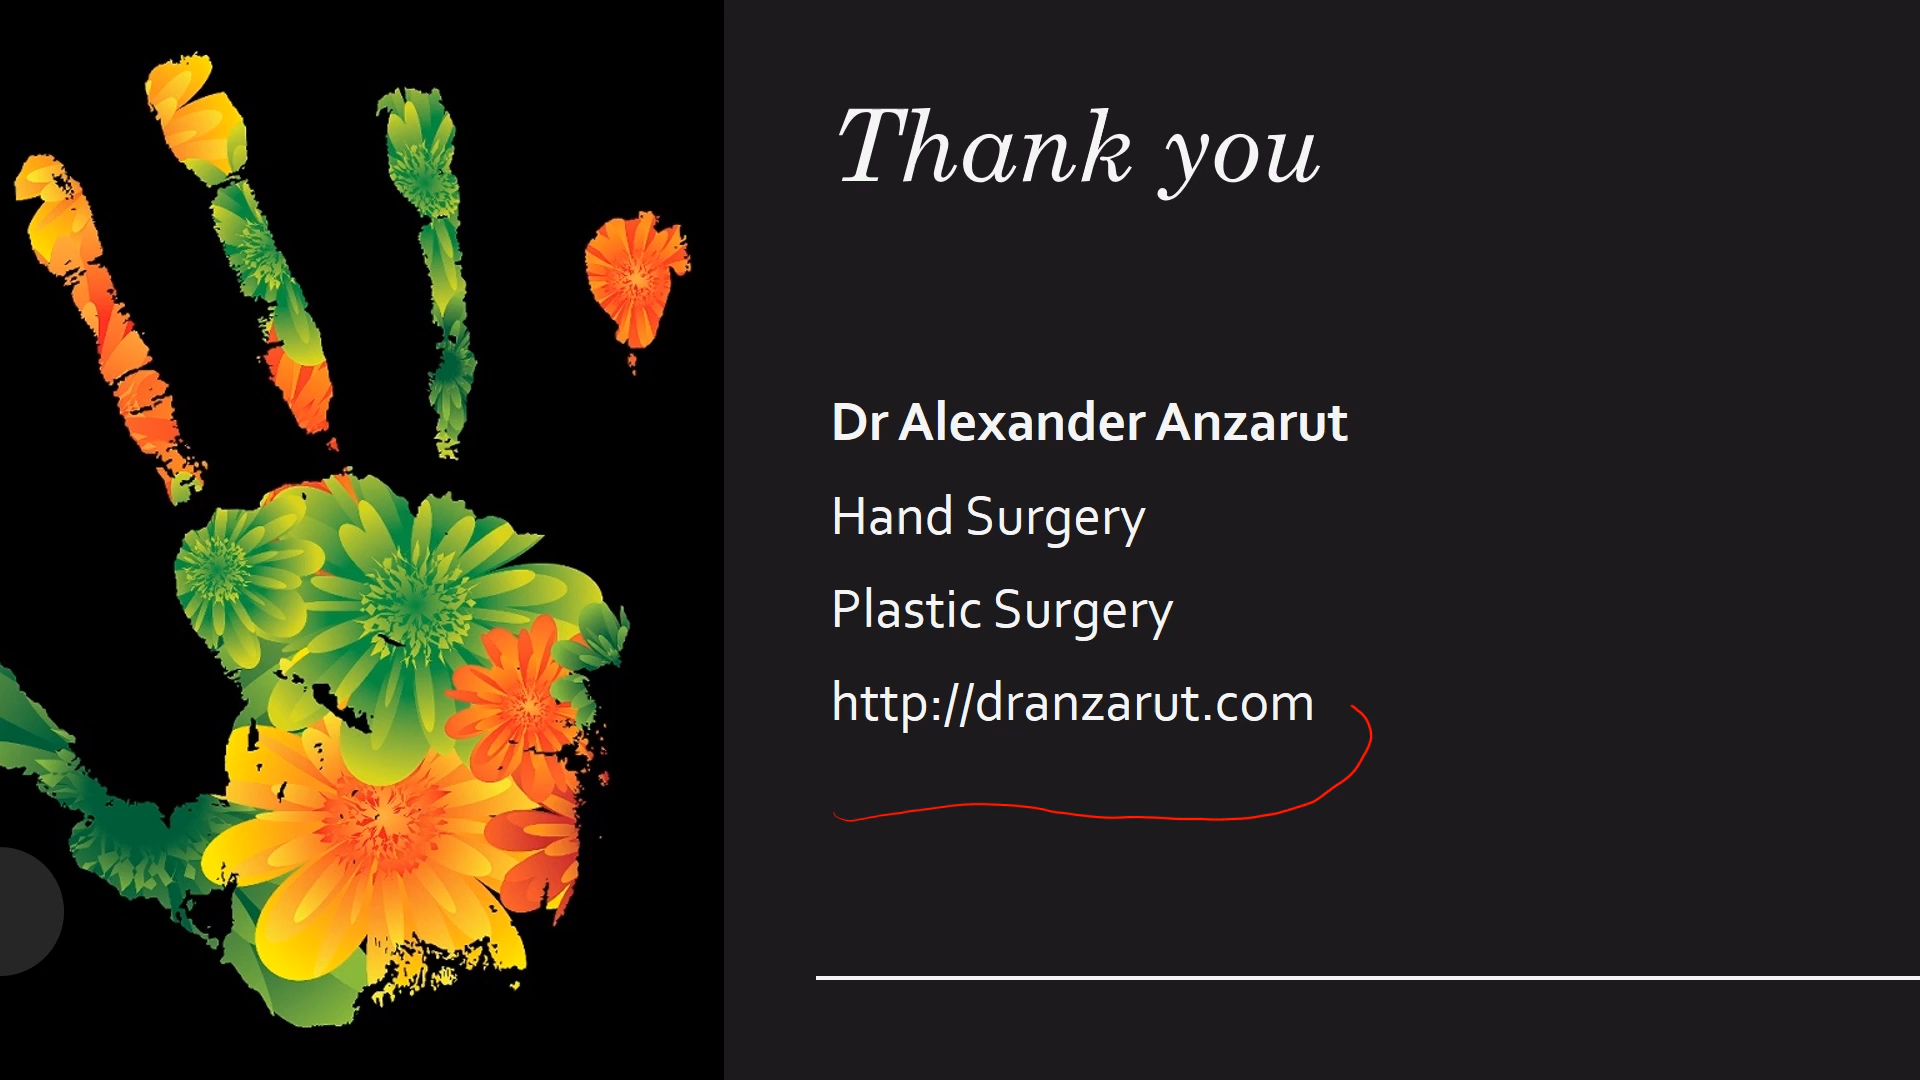 Thank you
Dr Alexander Anzarut
Hand Surgery
Plastic Surgery
http://dranzarut.com